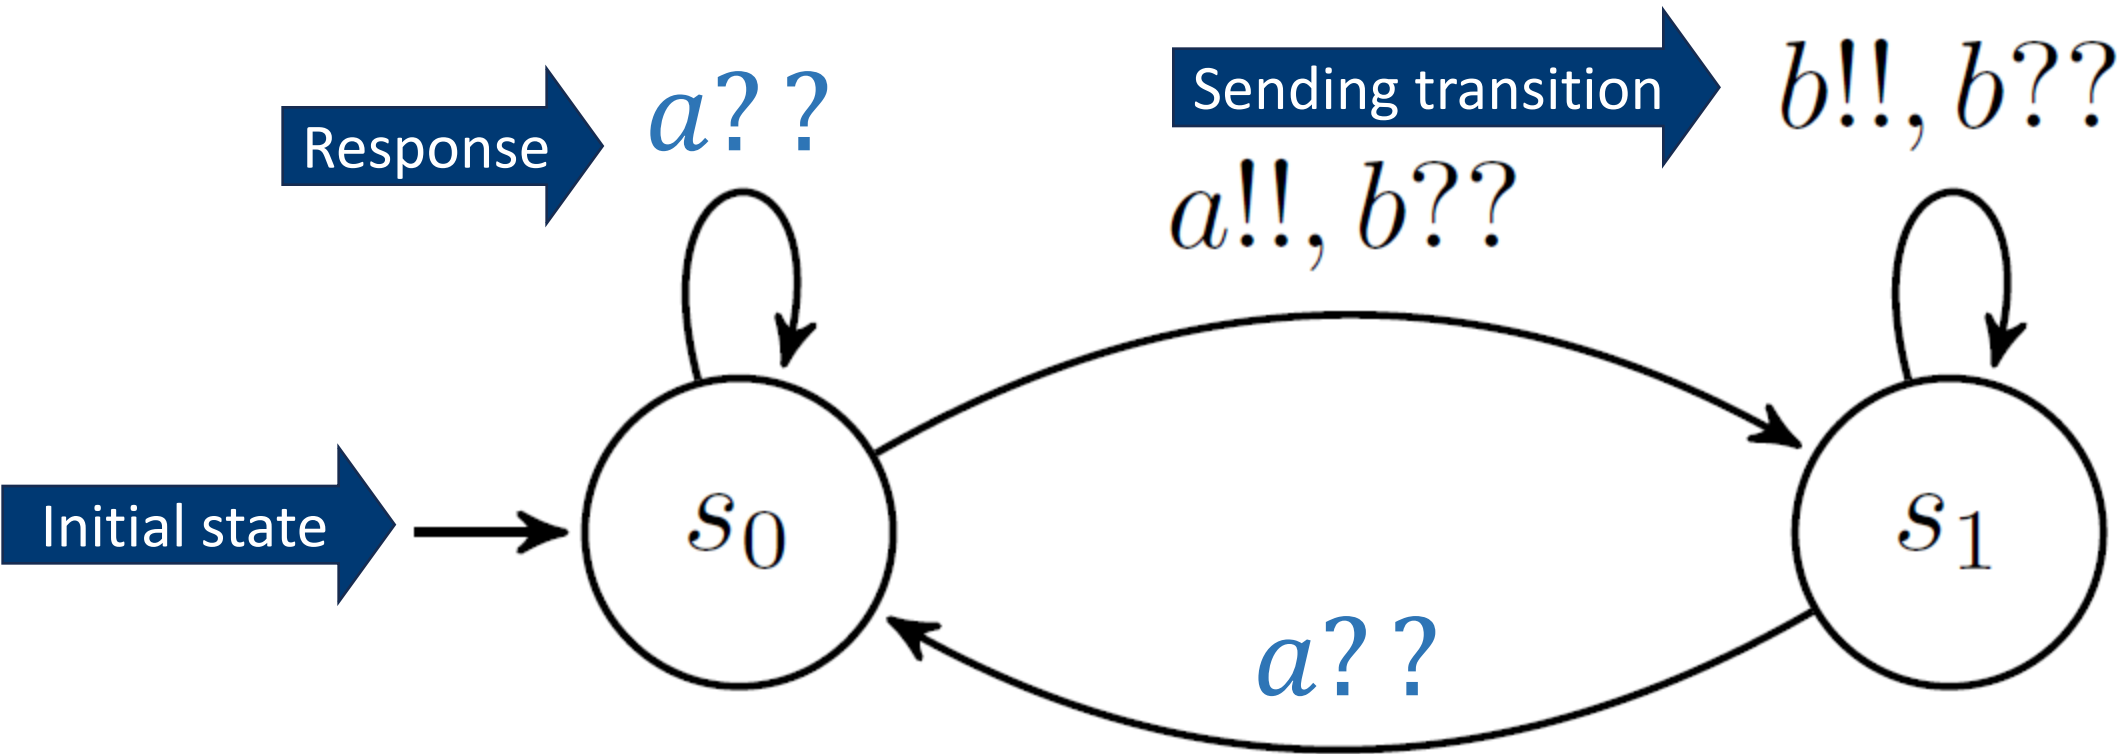 Response
a??
Sending transition
b!!, b??
a!!, b??
Initial state
s0
s1
a??